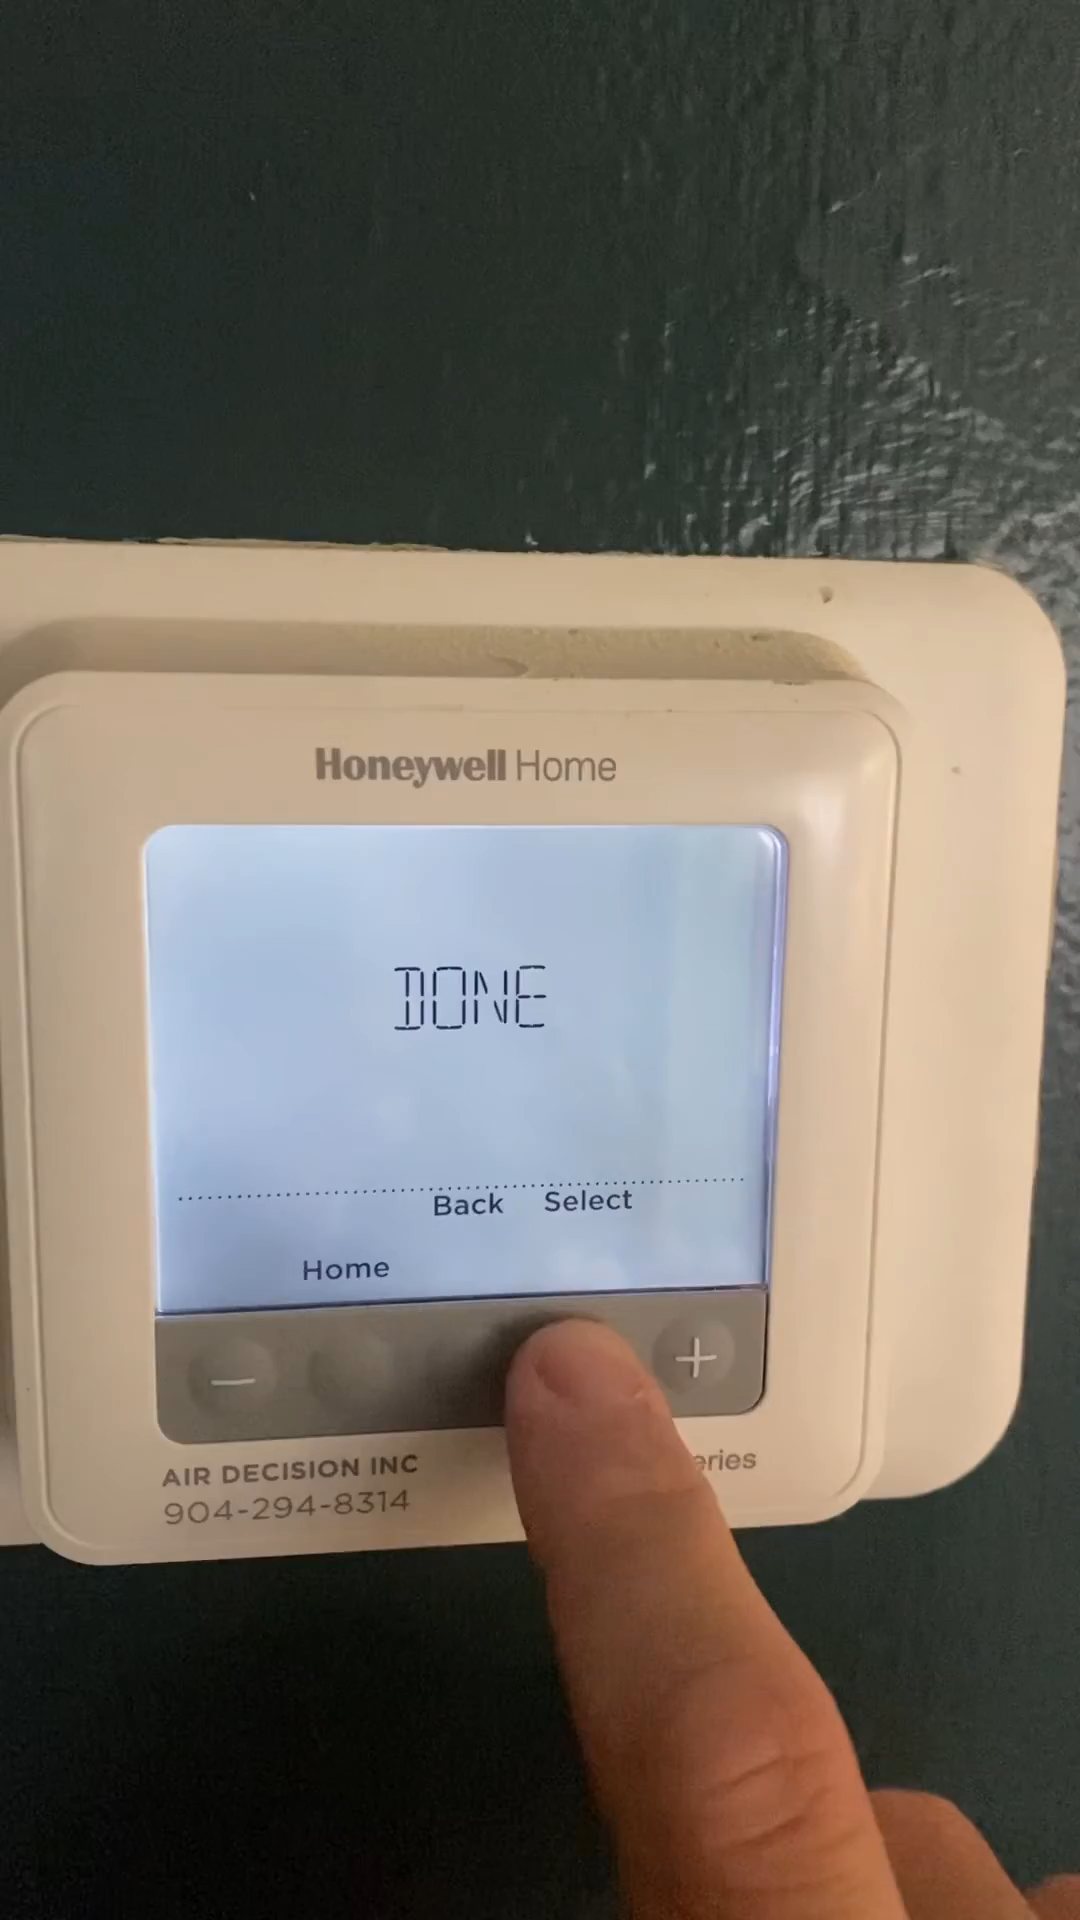 Honeywell Home
DONE
Back Select
Home
— +
AIR DECISION INC
904-294-8314